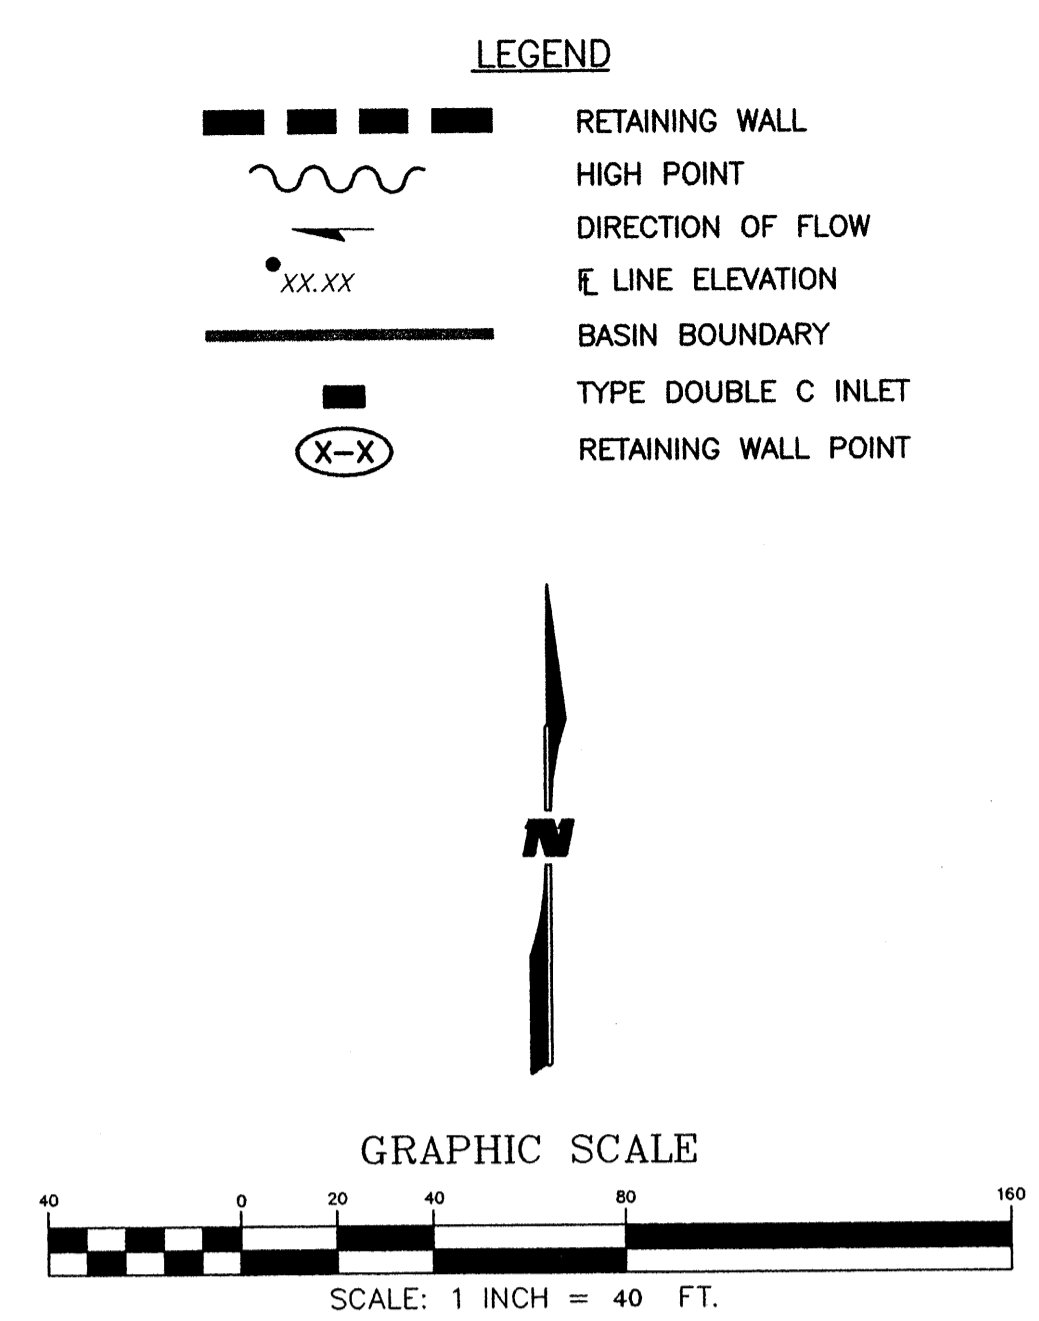 LEGEND
RETAINING WALL
HIGH POINT
DIRECTION OF FLOW
XX.XX FL LINE ELEVATION
BASIN BOUNDARY
TYPE DOUBLE C INLET
X-X RETAINING WALL POINT
N
GRAPHIC SCALE
40 0 20 40 80 160
SCALE: 1 INCH = 40 FT.